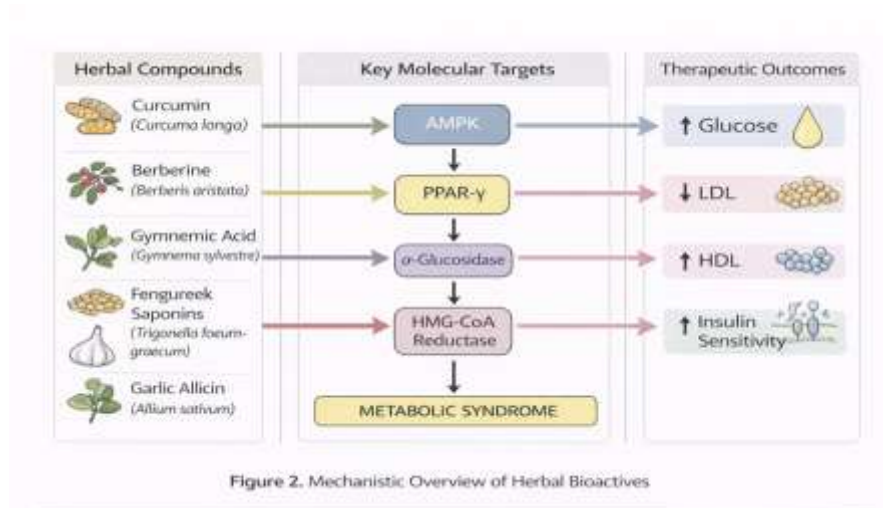 Herbal Compounds
Curcumin
(Curcuma longa)
Berberine
(Berberis aristata)
Gymnemic Acid
(Gymnema sylvestre)
Fengureek
Saponins
(Trigonella foeum-
graecum)
Garlic Allicin
(Allium sativum)
Key Molecular Targets
AMPK
PPAR-γ
α-Glucosidase
HMG-CoA
Reductase
METABOLIC SYNDROME
Therapeutic Outcomes
↑ Glucose
↓ LDL
↑ HDL
↑ Insulin
Sensitivity
Figure 2. Mechanistic Overview of Herbal Bioactives